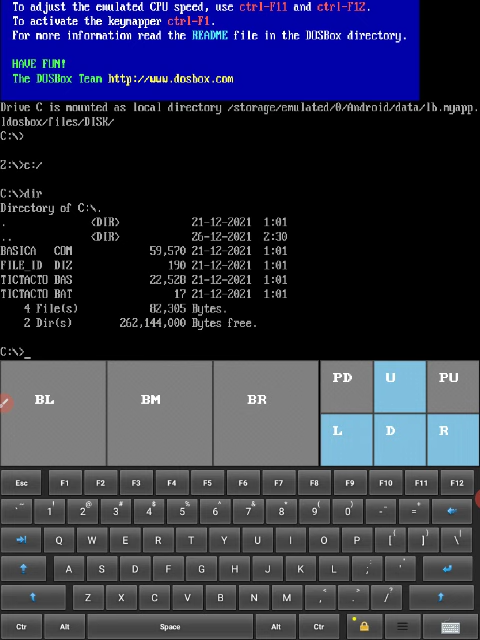 To adjust the emulated CPU speed, use ctrl-F11 and ctrl-F12.
To activate the keymapper ctrl-F1.
For more information read the README file in the DOSBox directory.
HAVE FUN!
The DOSBox Team http://www.dosbox.com
Drive C is mounted as local directory /storage/emulated/0/Android/data/lb.myapp.
ldosbox/files/DISK/
C:\>
Z:\>c:/
C:\>dir
Directory of C:\.
. <DIR> 21-12-2021 1:01
.. <DIR> 26-12-2021 2:30
BASICA COM 59,570 21-12-2021 1:01
FILE_ID DIZ 190 21-12-2021 1:01
TICTACTO BAS 22,528 21-12-2021 1:01
TICTACTO BAT 17 21-12-2021 1:01
4 File(s) 82,305 Bytes.
2 Dir(s) 262,144,000 Bytes free.
C:\>_
BL BM BR PD U PU
L D R
Esc F1 F2 F3 F4 F5 F6 F7 F8 F9 F10 F11 F12
` ~ 1 ! 2 @ 3 # 4 $ 5 % 6 ^ 7 & 8 * 9 ( 0 ) - _ = +
Q W E R T Y U I O P [ { ] } \ |
A S D F G H J K L ; : ' "
Z X C V B N M , < . > / ?
Ctr Alt Space Alt Ctr